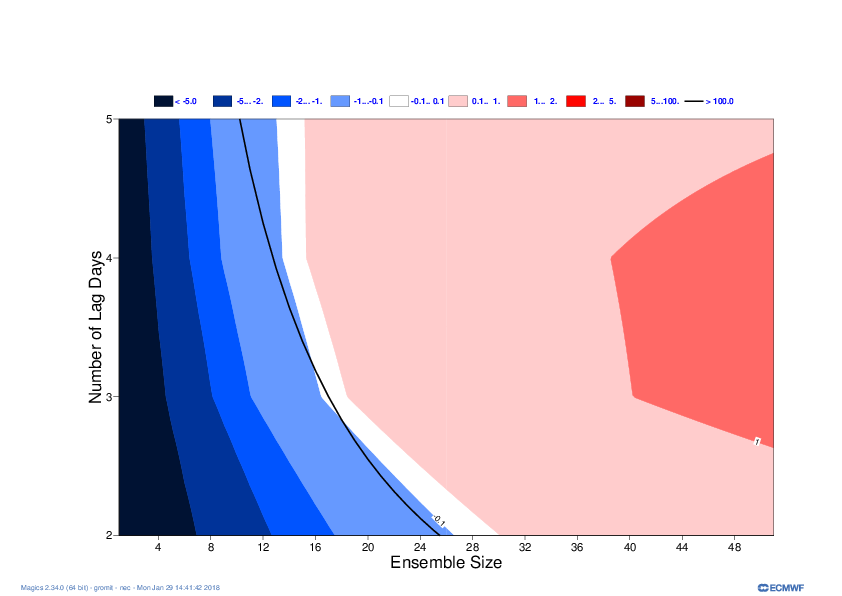 < -5.0 -5... -2. -2... -1. -1...-0.1 -0.1.. 0.1 0.1... 1. 1... 2. 2... 5. 5...100. > 100.0
5
4
3
2
Number of Lag Days
-0.1
4 8 12 16 20 24 28 32 36 40 44 48
Ensemble Size
Magics 2.34.0 (64 bit) - gromit - nec - Mon Jan 29 14:41:42 2018
ECMWF